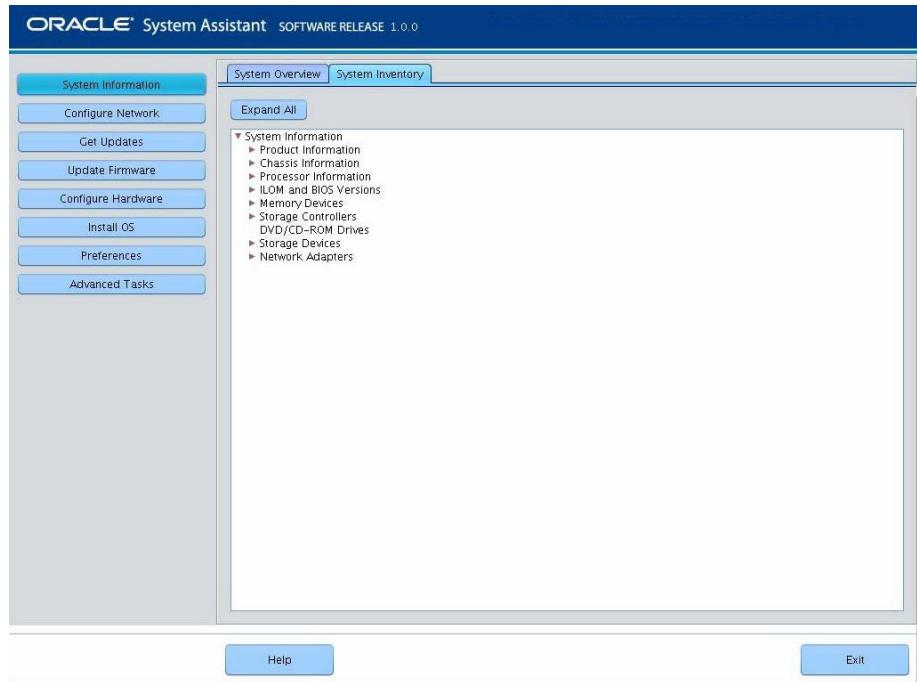 ORACLE System Assistant SOFTWARE RELEASE 1.0.0
System Information
Configure Network
Get Updates
Update Firmware
Configure Hardware
Install OS
Preferences
Advanced Tasks
System Overview System Inventory
Expand All
System Information
Product Information
Chassis Information
Processor Information
ILOM and BIOS Versions
Memory Devices
Storage Controllers
DVD/CD-ROM Drives
Storage Devices
Network Adapters
Help Exit